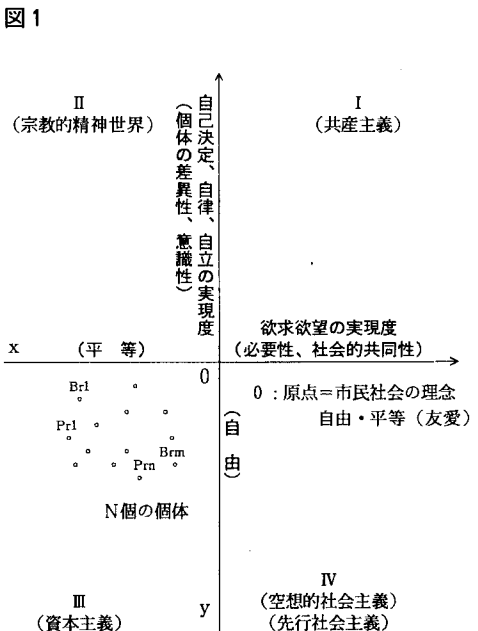 図1
Ⅱ
（宗教的精神世界）
自己決定、自律、自立の実現度
（個体の差異性、意識性）
Ⅰ
（共産主義）
欲求欲望の実現度
（必要性、社会的共同性）
x
（平　等）
0
0：原点＝市民社会の理念
自由・平等（友愛）
（自　由）
Br1
Pr1
Brm
Prn
N個の個体
Ⅲ
（資本主義）
y
Ⅳ
（空想的社会主義）
（先行社会主義）